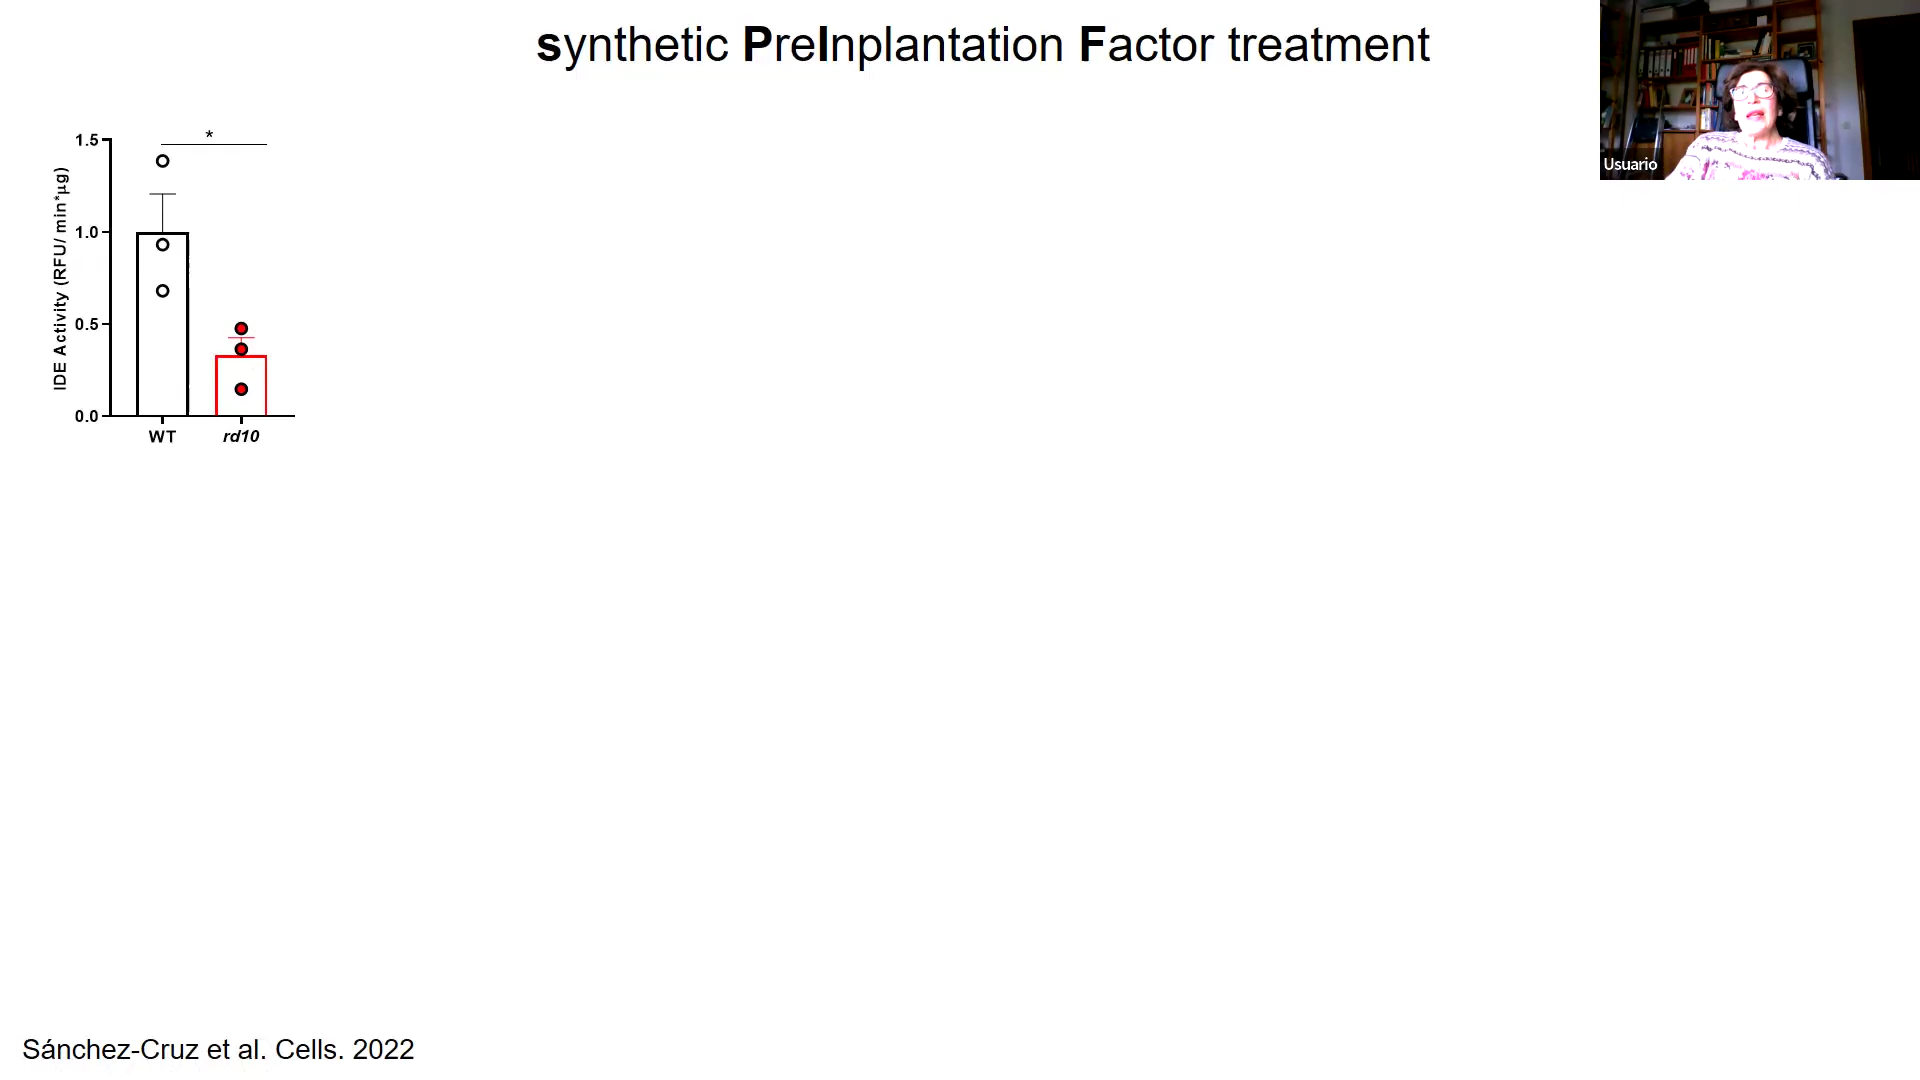 synthetic PreInplantation Factor treatment
Usuario
*
1.5
1.0
0.5
0.0
IDE Activity (RFU/ min*µg)
WT
rd10
Sánchez-Cruz et al. Cells. 2022